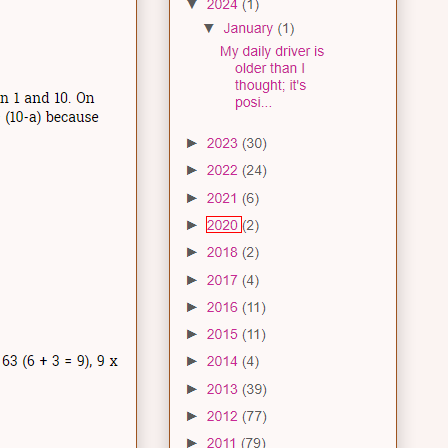 ▼ 2024 (1)
▼ January (1)
My daily driver is
older than I
thought; it's
posi...
n 1 and 10. On
(10-a) because
► 2023 (30)
► 2022 (24)
► 2021 (6)
► 2020 (2)
► 2018 (2)
► 2017 (4)
► 2016 (11)
► 2015 (11)
► 2014 (4)
63 (6 + 3 = 9), 9 x
► 2013 (39)
► 2012 (77)
► 2011 (79)